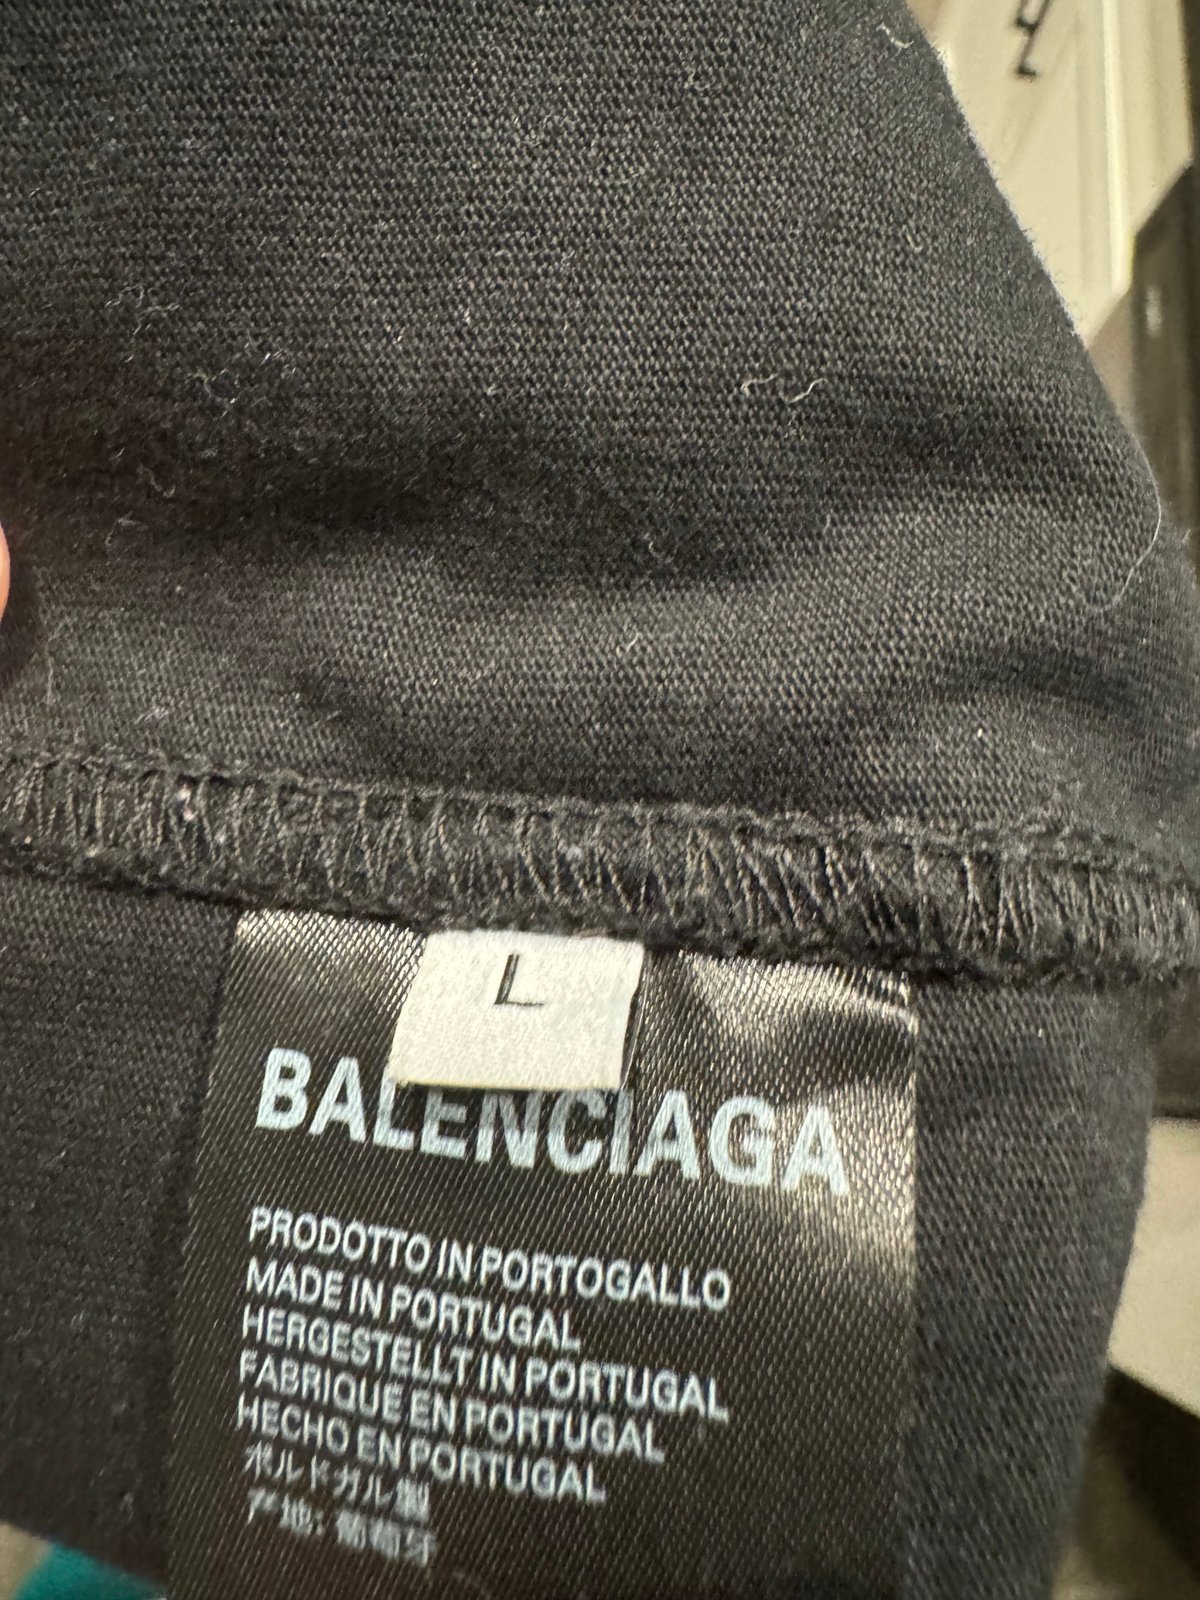 L
BALENCIAGA
PRODOTTO IN PORTOGALLO
MADE IN PORTUGAL
HERGESTELLT IN PORTUGAL
FABRIQUE EN PORTUGAL
HECHO EN PORTUGAL
ポルトガル製
产地: 葡萄牙